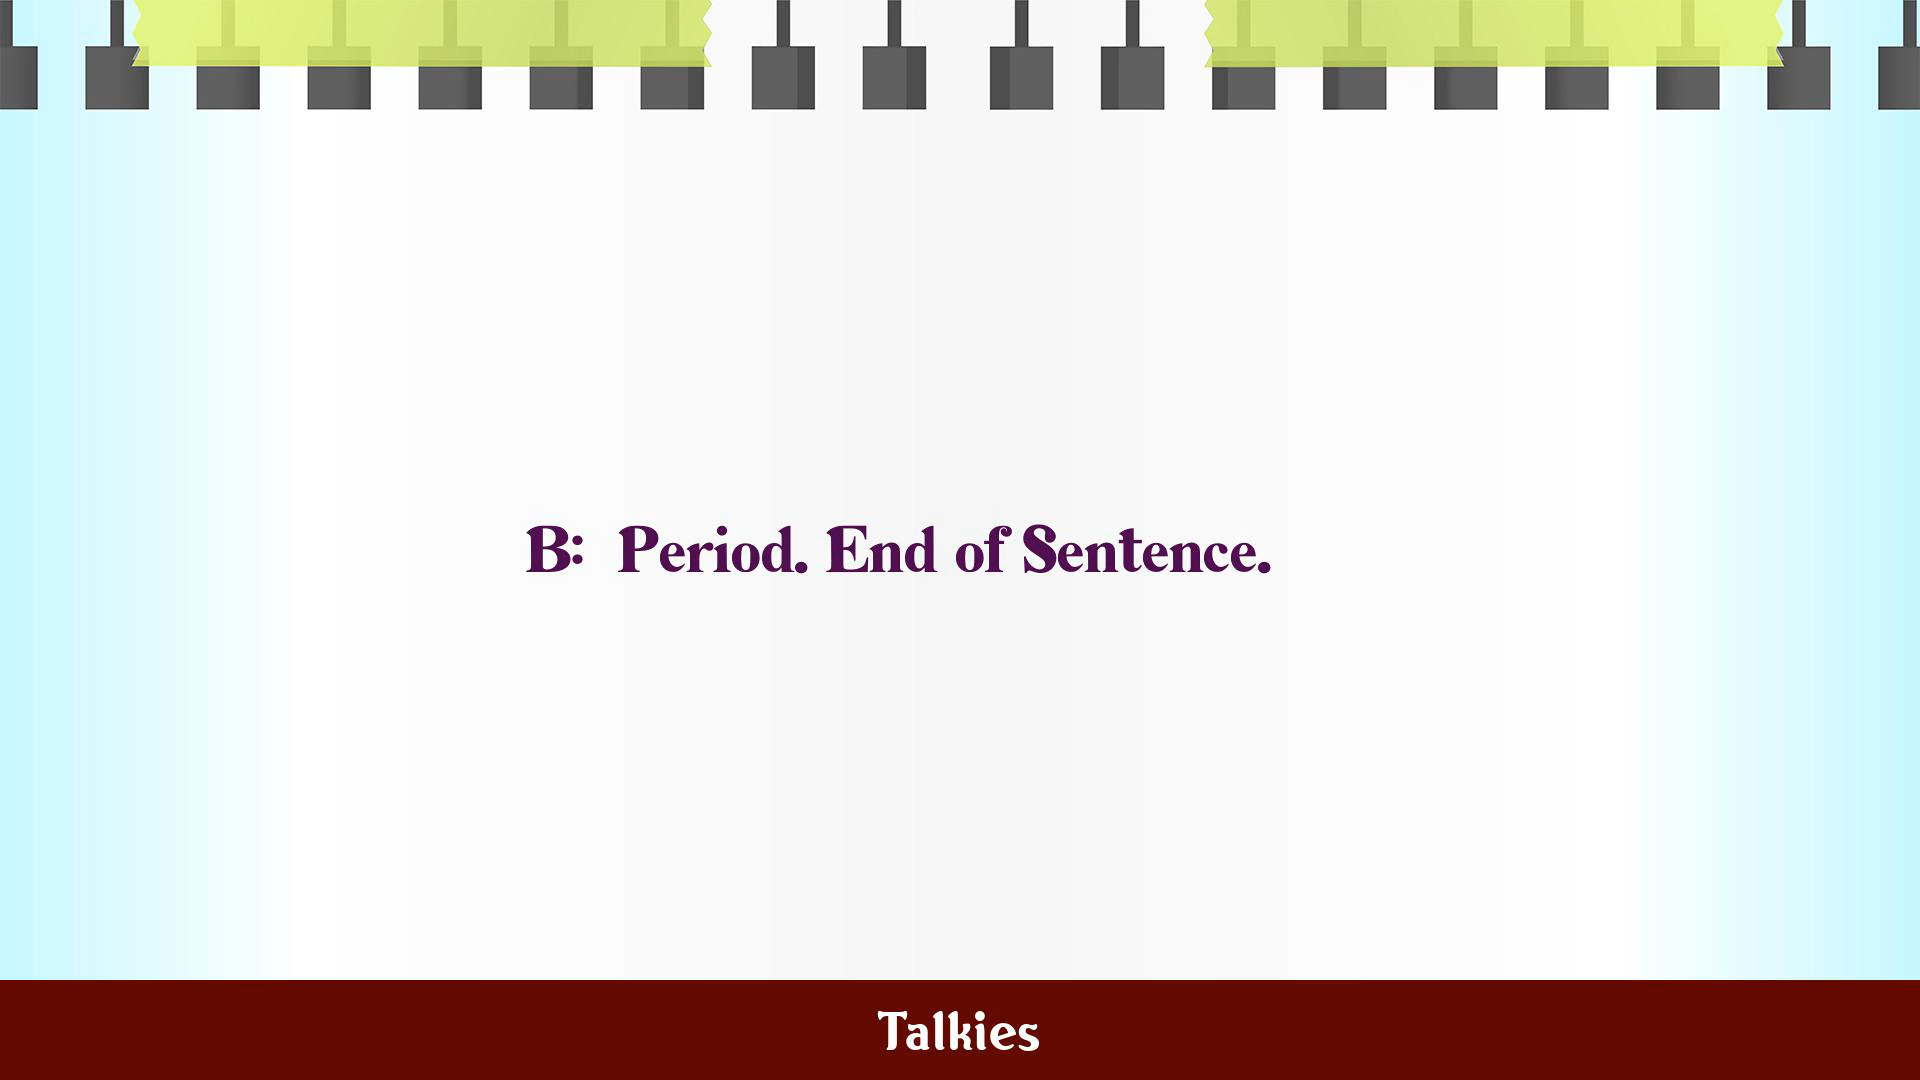 B: Period. End of Sentence.
Talkies